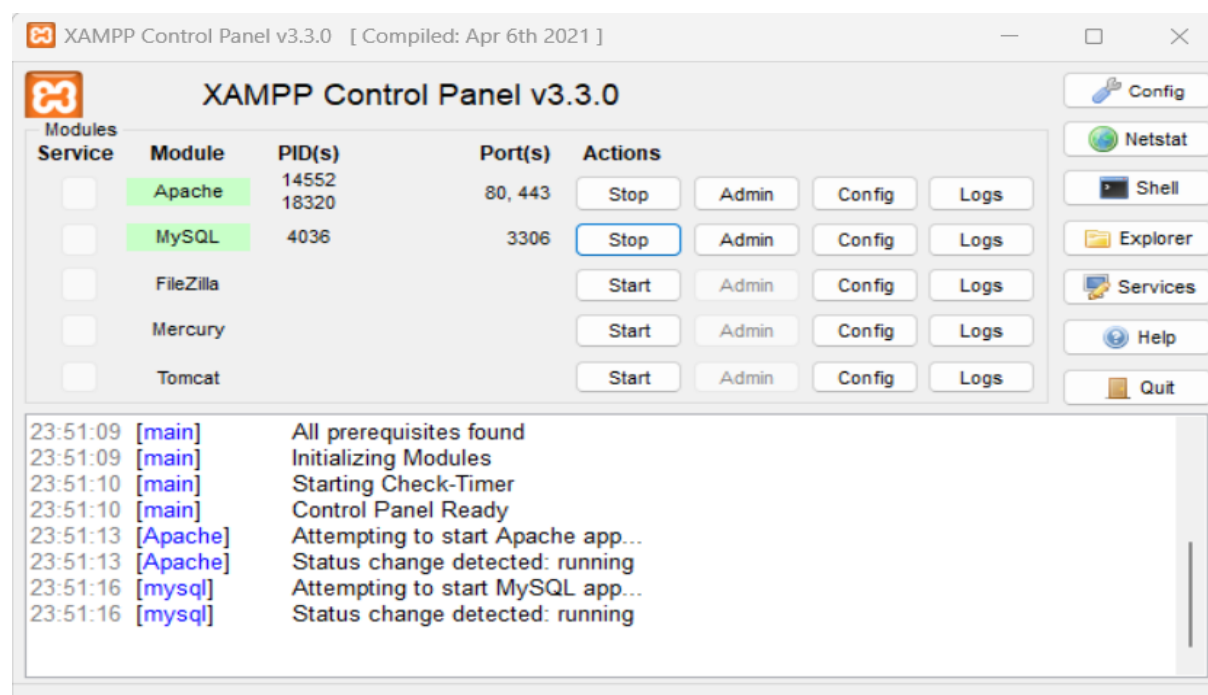 XAMPP Control Panel v3.3.0 [ Compiled: Apr 6th 2021 ]
XAMPP Control Panel v3.3.0
Config
Modules
Netstat
Service Module PID(s) Port(s) Actions
Apache 14552 18320 80, 443 Stop Admin Config Logs
Shell
MySQL 4036 3306 Stop Admin Config Logs
Explorer
FileZilla Start Admin Config Logs
Services
Mercury Start Admin Config Logs
Help
Tomcat Start Admin Config Logs
Quit
23:51:09 [main] All prerequisites found
23:51:09 [main] Initializing Modules
23:51:10 [main] Starting Check-Timer
23:51:10 [main] Control Panel Ready
23:51:13 [Apache] Attempting to start Apache app...
23:51:13 [Apache] Status change detected: running
23:51:16 [mysql] Attempting to start MySQL app...
23:51:16 [mysql] Status change detected: running